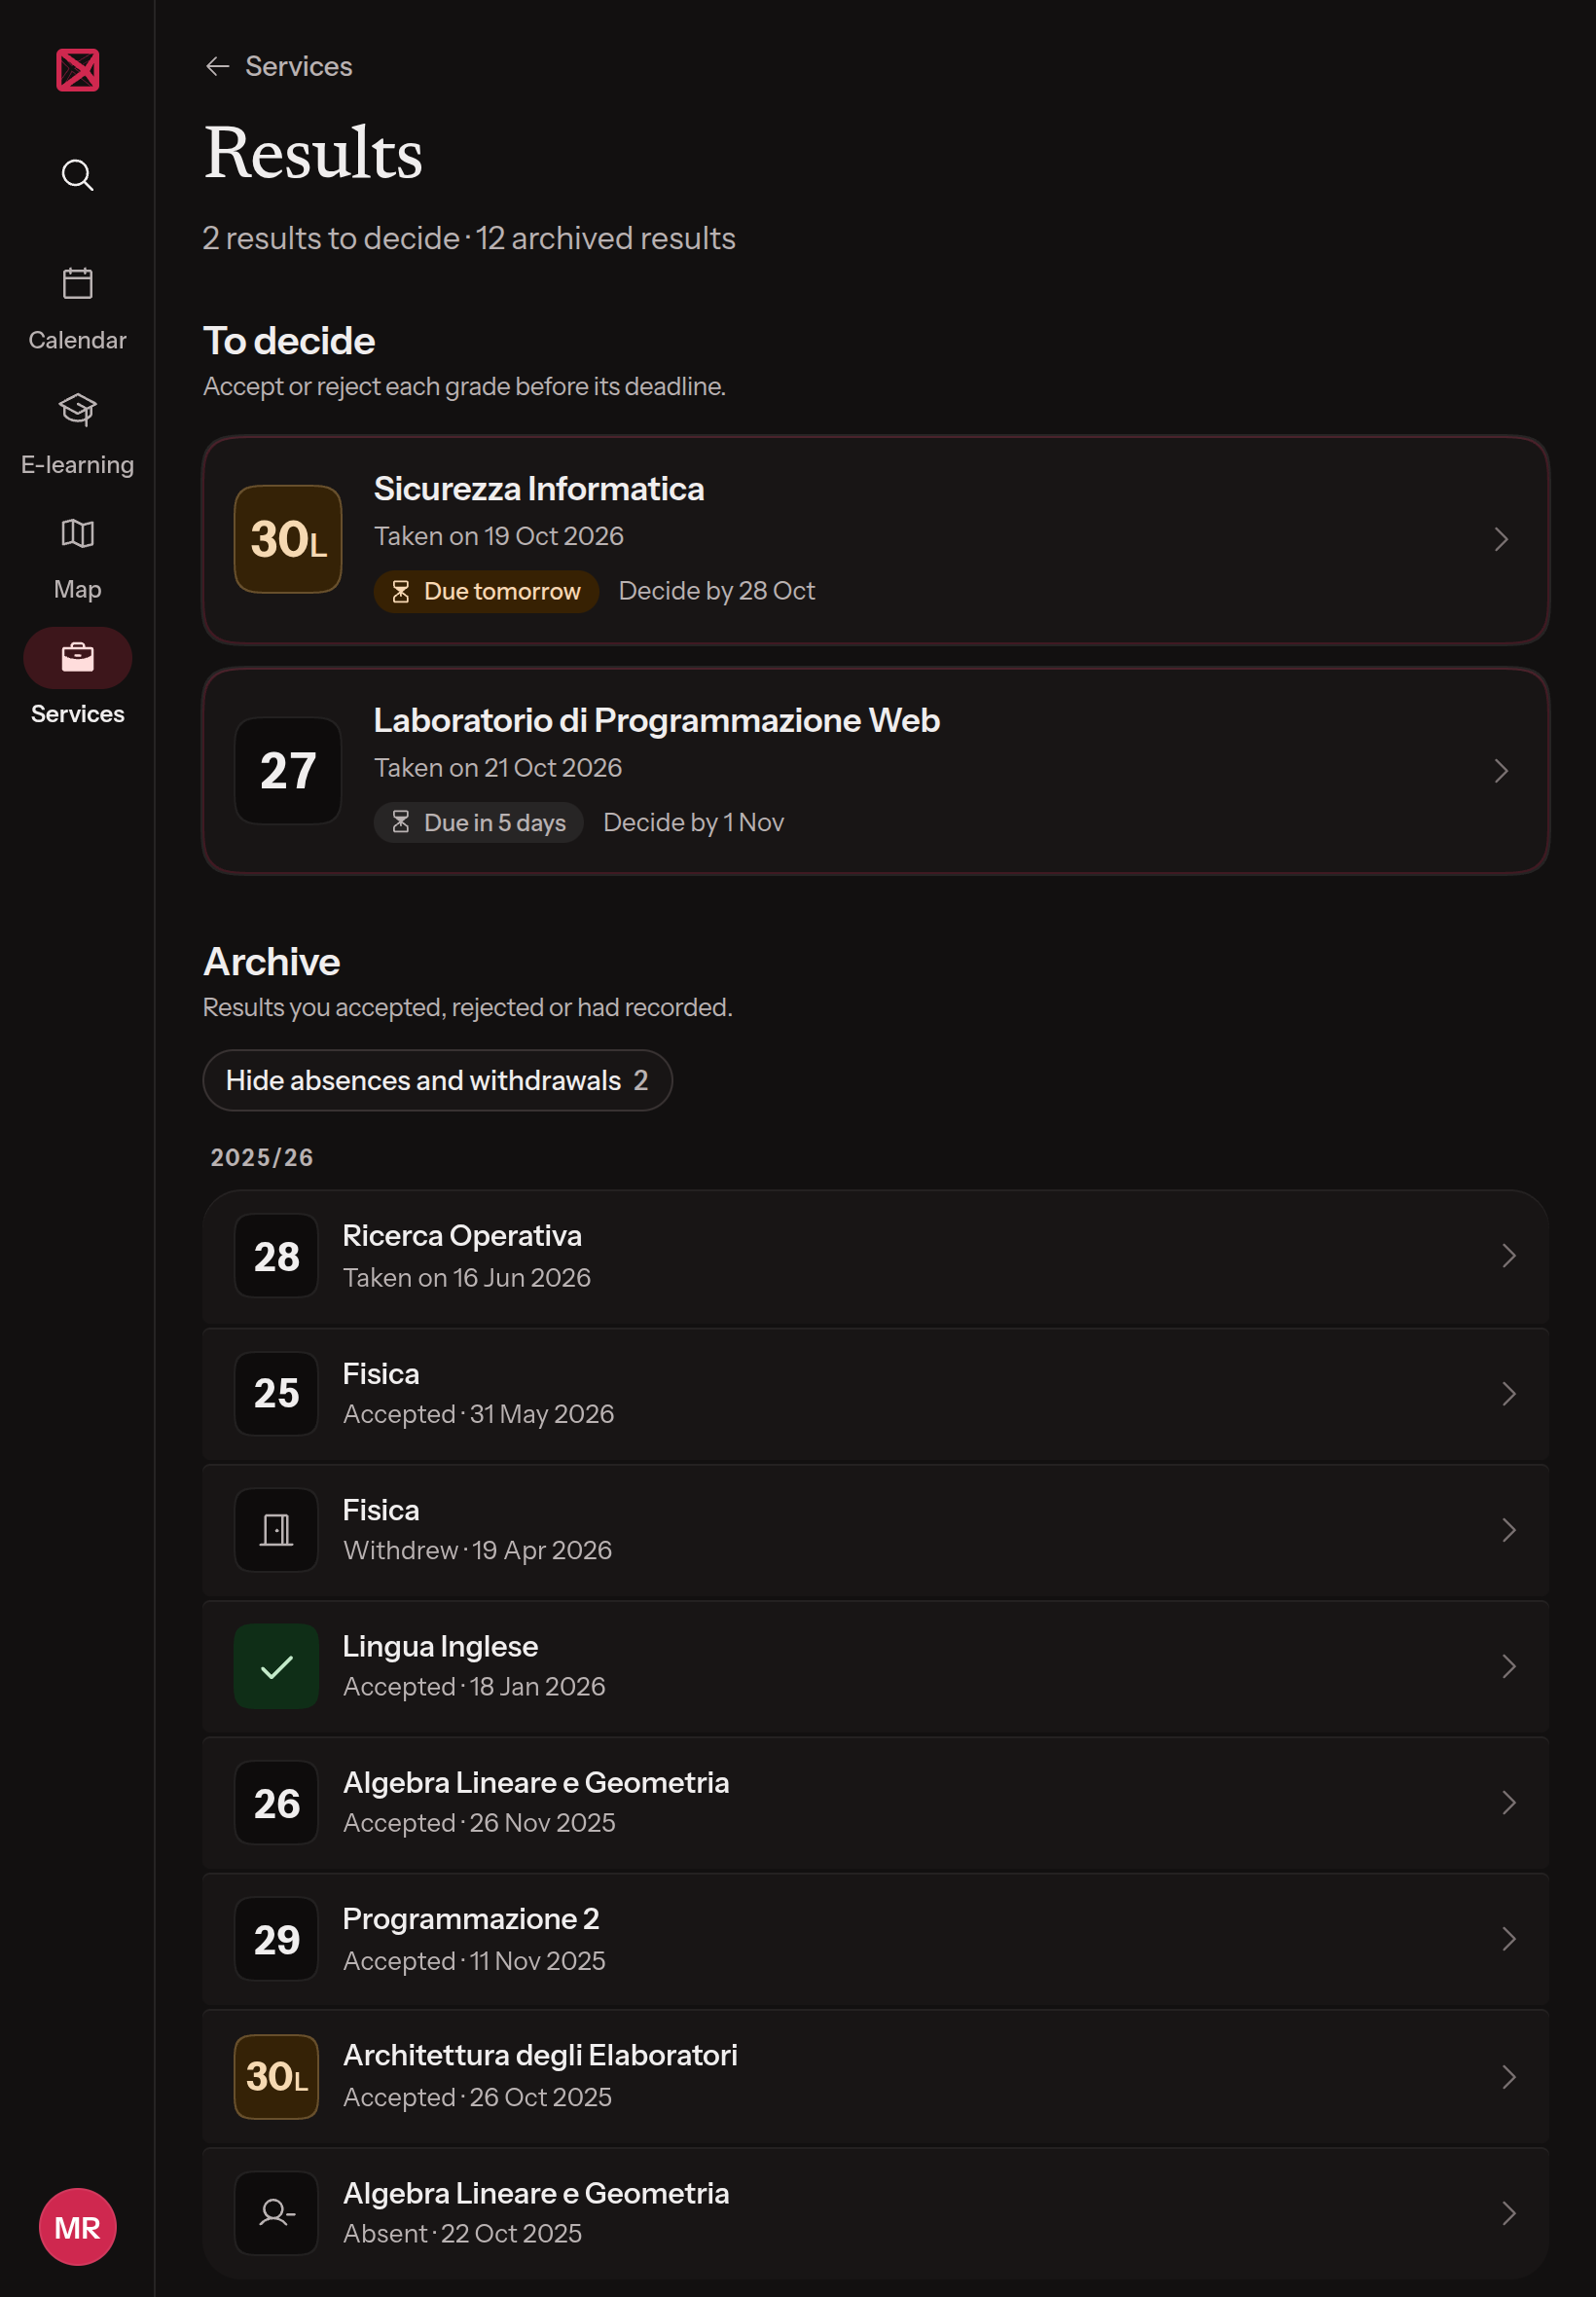 Services
Results
2 results to decide · 12 archived results
To decide
Accept or reject each grade before its deadline.
30L
Sicurezza Informatica
Taken on 19 Oct 2026
Due tomorrow Decide by 28 Oct
27
Laboratorio di Programmazione Web
Taken on 21 Oct 2026
Due in 5 days Decide by 1 Nov
Archive
Results you accepted, rejected or had recorded.
Hide absences and withdrawals 2
2025/26
28
Ricerca Operativa
Taken on 16 Jun 2026
25
Fisica
Accepted · 31 May 2026
Fisica
Withdrew · 19 Apr 2026
Lingua Inglese
Accepted · 18 Jan 2026
26
Algebra Lineare e Geometria
Accepted · 26 Nov 2025
29
Programmazione 2
Accepted · 11 Nov 2025
30L
Architettura degli Elaboratori
Accepted · 26 Oct 2025
Algebra Lineare e Geometria
Absent · 22 Oct 2025
Calendar
E-learning
Map
Services
MR